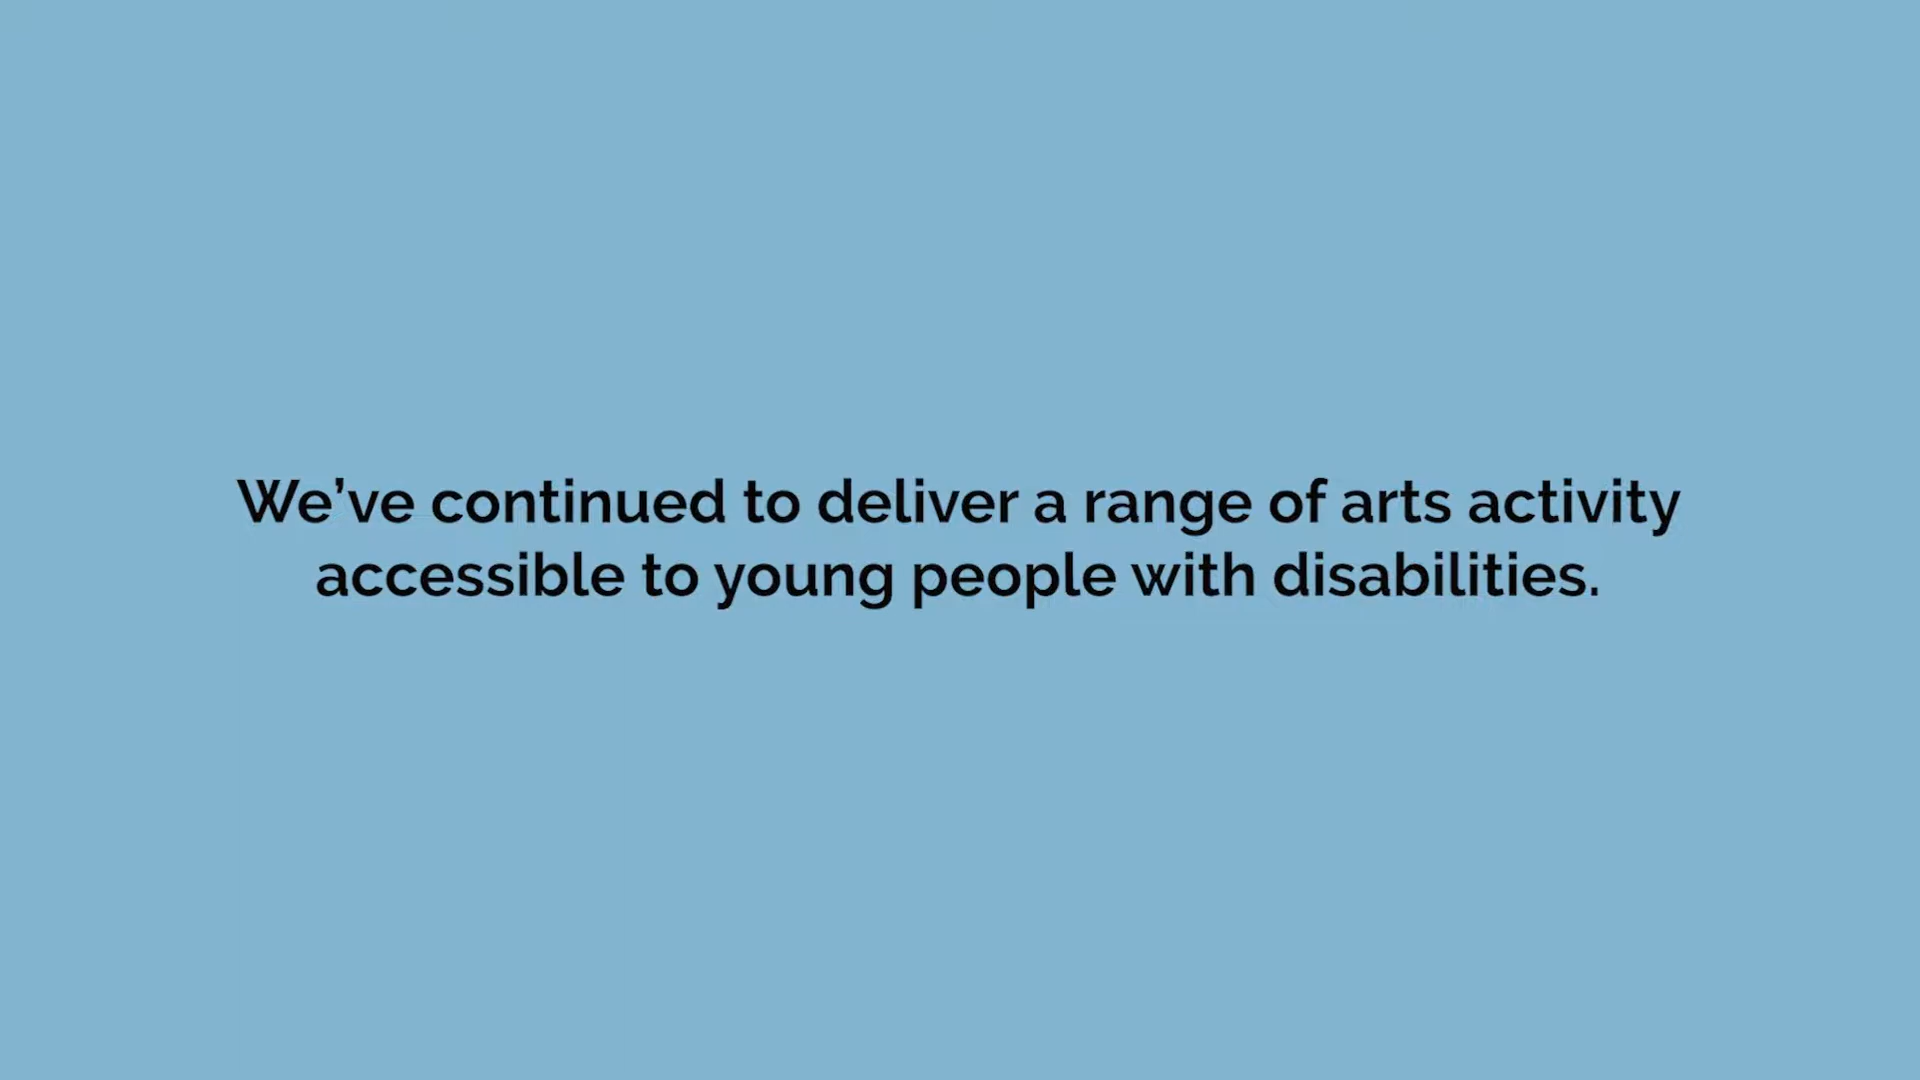 We’ve continued to deliver a range of arts activity
accessible to young people with disabilities.